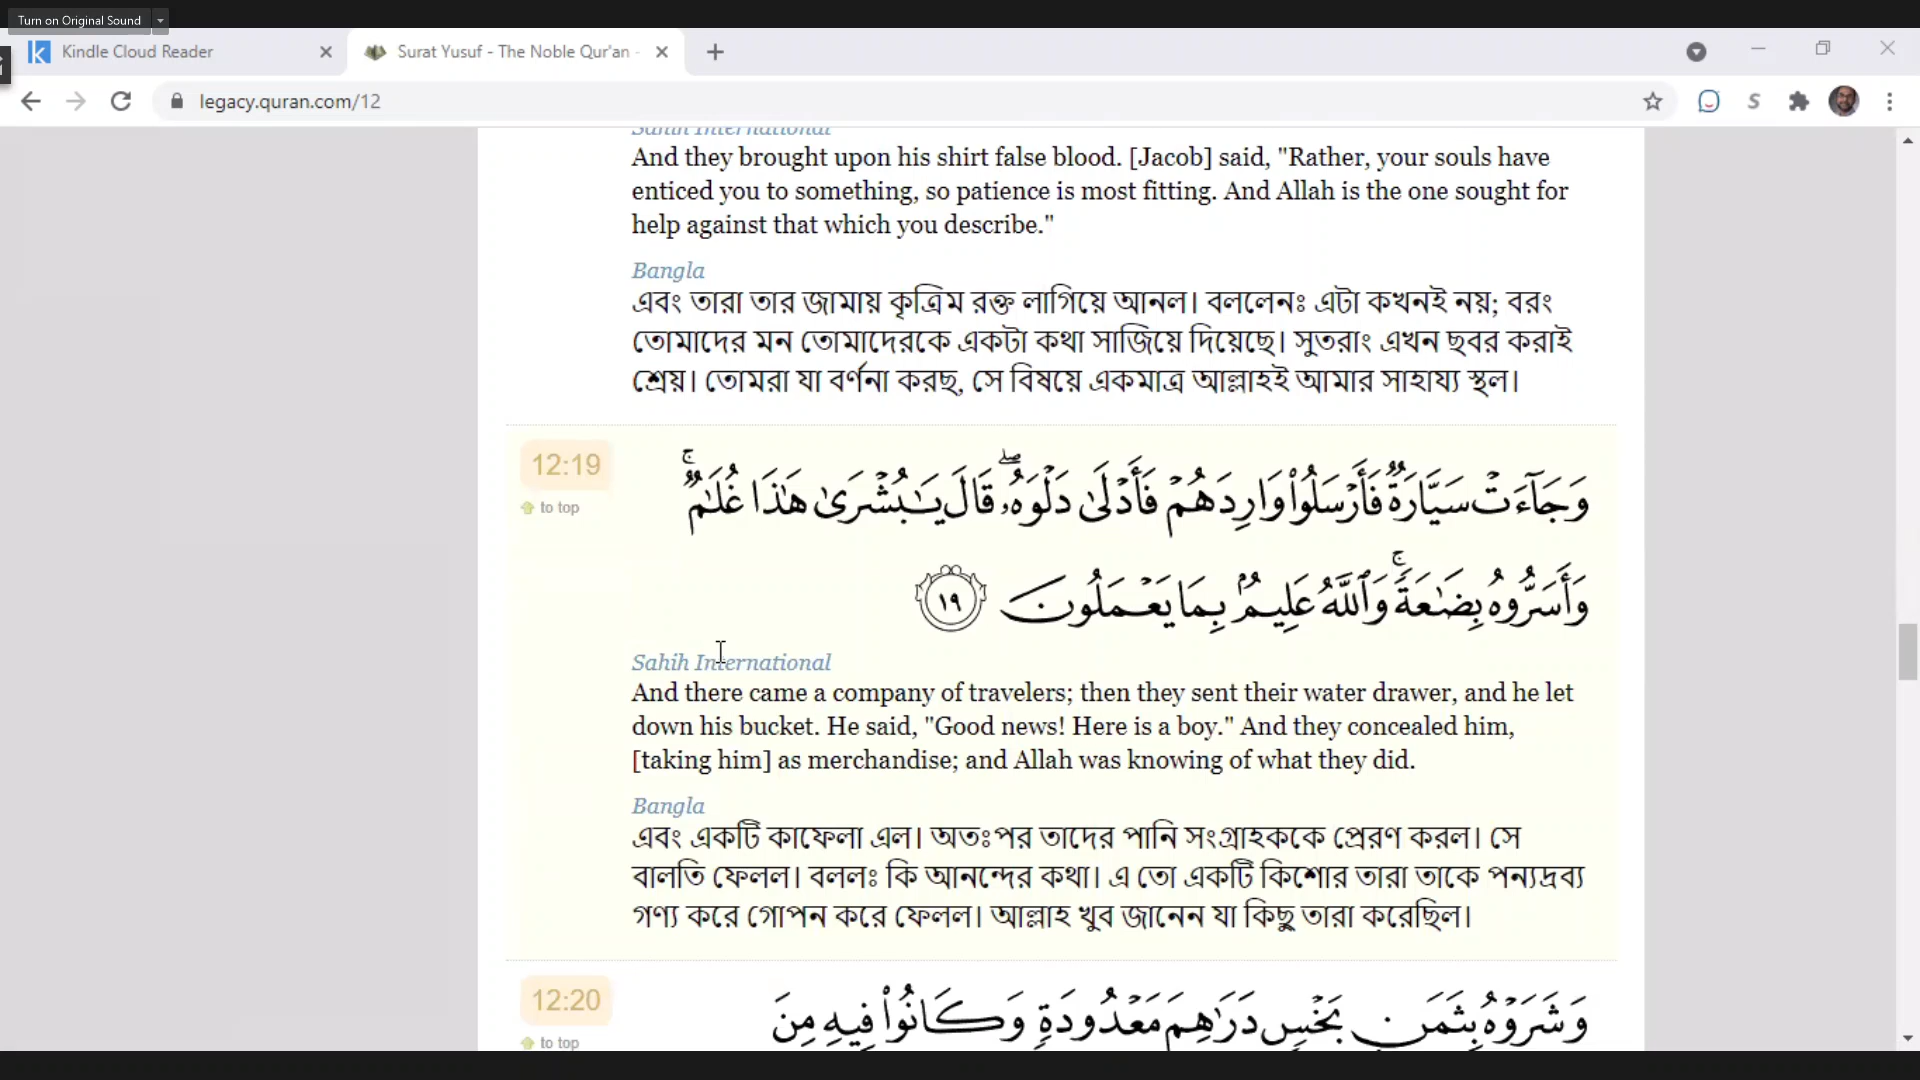 Turn on Original Sound
Kindle Cloud Reader
Surat Yusuf - The Noble Qur'an -
legacy.quran.com/12
Sahih International
And they brought upon his shirt false blood. [Jacob] said, "Rather, your souls have
enticed you to something, so patience is most fitting. And Allah is the one sought for
help against that which you describe."
Bangla
এবং তারা তার জামায় কৃত্রিম রক্ত লাগিয়ে আনল। বললেনঃ এটা কখনই নয়; বরং
তোমাদের মন তোমাদেরকে একটা কথা সাজিয়ে দিয়েছে। সুতরাং এখন ছবর করাই
শ্রেয়। তোমরা যা বর্ণনা করছ, সে বিষয়ে একমাত্র আল্লাহই আমার সাহায্য স্থল।
12:19
to top
وَجَآءَتْ سَيَّارَةٌ فَأَرْسَلُوا۟ وَارِدَهُمْ فَأَدْلَىٰ دَلْوَهُۥ ۖ قَالَ يَـٰبُشْرَىٰ هَـٰذَا غُلَـٰمٌ ۚ
وَأَسَرُّوهُ بِضَـٰعَةً ۚ وَٱللَّهُ عَلِيمٌۢ بِمَا يَعْمَلُونَ ١٩
Sahih International
And there came a company of travelers; then they sent their water drawer, and he let
down his bucket. He said, "Good news! Here is a boy." And they concealed him,
[taking him] as merchandise; and Allah was knowing of what they did.
Bangla
এবং একটি কাফেলা এল। অতঃপর তাদের পানি সংগ্রাহককে প্রেরণ করল। সে
বালতি ফেলল। বললঃ কি আনন্দের কথা। এ তো একটি কিশোর তারা তাকে পন্যদ্রব্য
গণ্য করে গোপন করে ফেলল। আল্লাহ খুব জানেন যা কিছু তারা করেছিল।
12:20
to top
وَشَرَوْهُ بِثَمَنٍۭ بَخْسٍ دَرَٰهِمَ مَعْدُودَةٍ وَكَانُوا۟ فِيهِ مِنَ